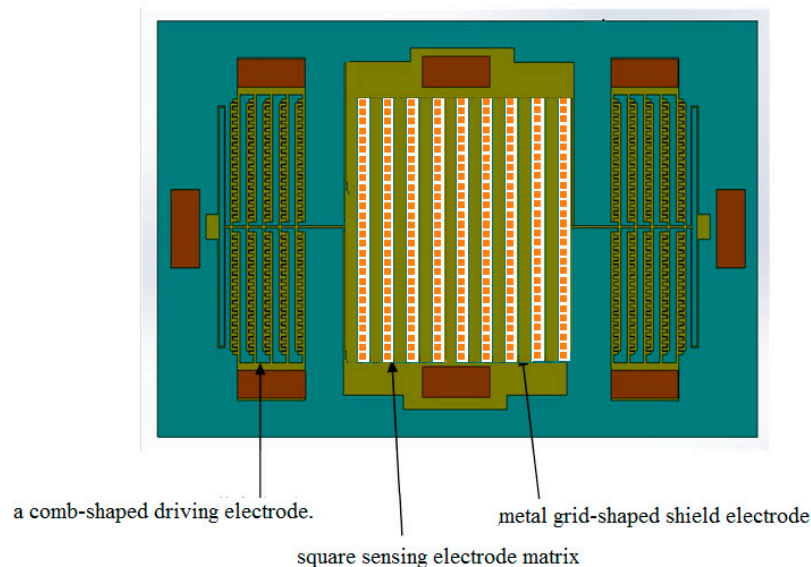 a comb-shaped driving electrode.
metal grid-shaped shield electrode
square sensing electrode matrix